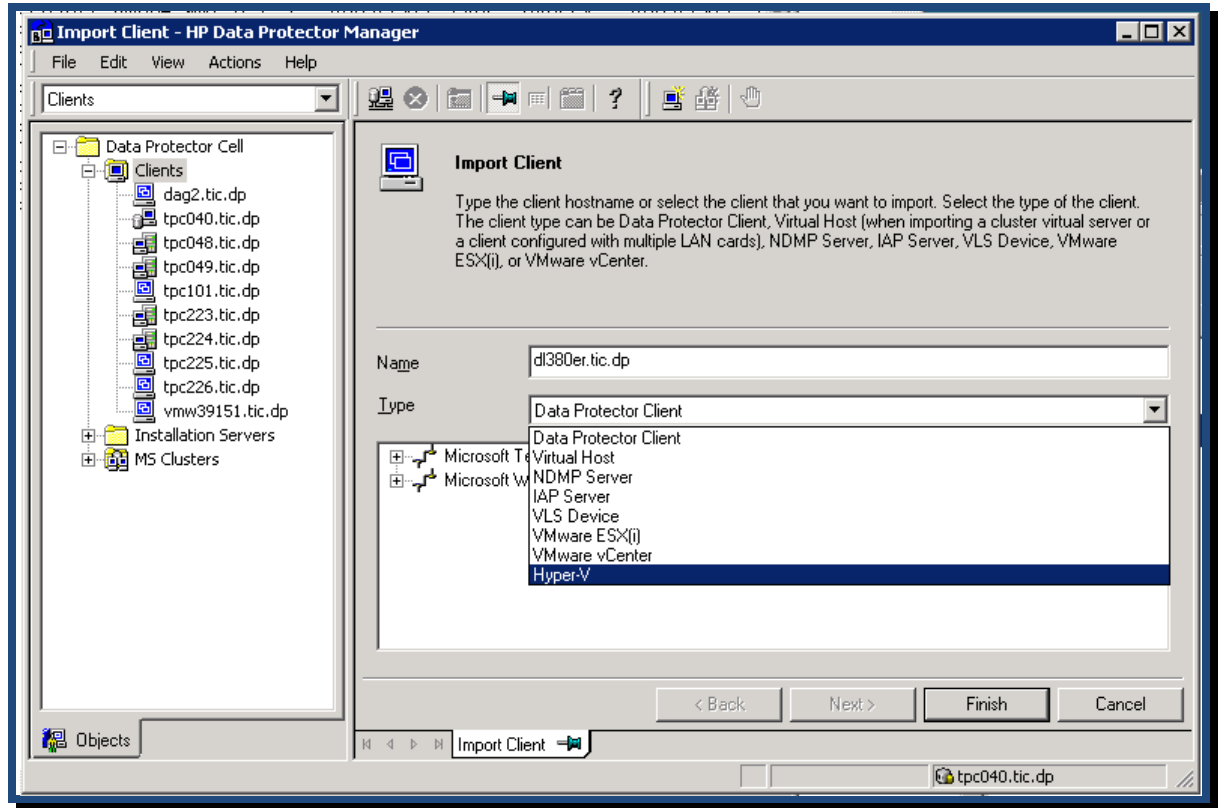 Import Client - HP Data Protector Manager
File Edit View Actions Help
Clients
Data Protector Cell
Clients
dag2.tic.dp
tpc040.tic.dp
tpc048.tic.dp
tpc049.tic.dp
tpc101.tic.dp
tpc223.tic.dp
tpc224.tic.dp
tpc225.tic.dp
tpc226.tic.dp
vmw39151.tic.dp
Installation Servers
MS Clusters
Objects
Import Client
Type the client hostname or select the client that you want to import. Select the type of the client.
The client type can be Data Protector Client, Virtual Host (when importing a cluster virtual server or
a client configured with multiple LAN cards), NDMP Server, IAP Server, VLS Device, VMware
ESX(i), or VMware vCenter.
Name dl380er.tic.dp
Type Data Protector Client
Data Protector Client
Microsoft Te
Virtual Host
Microsoft W
NDMP Server
IAP Server
VLS Device
VMware ESX(i)
VMware vCenter
Hyper-V
< Back Next > Finish Cancel
Import Client
tpc040.tic.dp